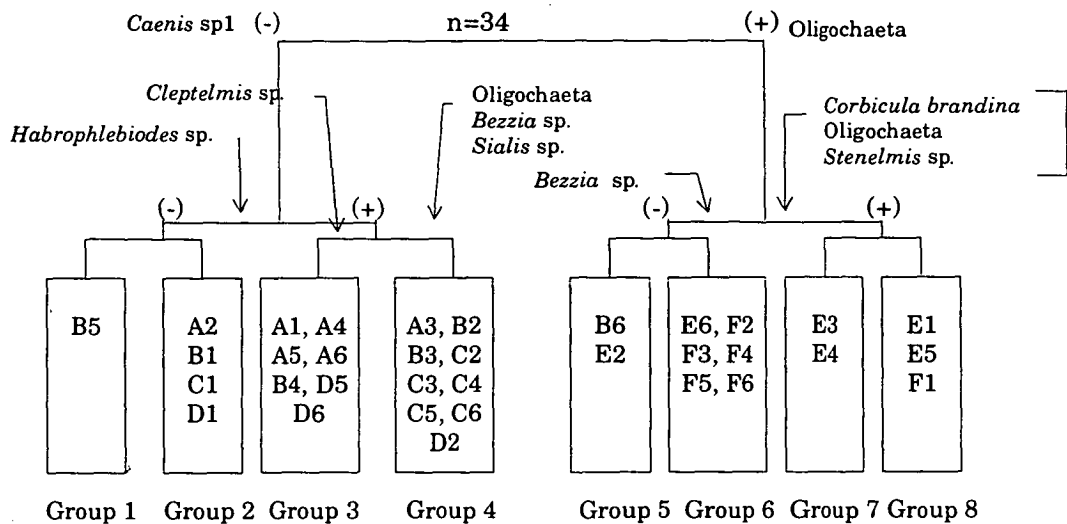 Caenis sp1 (-) n=34 (+) Oligochaeta
Cleptelmis sp.
Oligochaeta
Bezzia sp.
Sialis sp.
Habrophlebiodes sp.
Corbicula brandina
Oligochaeta
Stenelmis sp.
Bezzia sp.
(-) (+) (-) (+)
B5
A2
B1
C1
D1
A1, A4
A5, A6
B4, D5
D6
A3, B2
B3, C2
C3, C4
C5, C6
D2
B6
E2
E6, F2
F3, F4
F5, F6
E3
E4
E1
E5
F1
Group 1 Group 2 Group 3 Group 4 Group 5 Group 6 Group 7 Group 8